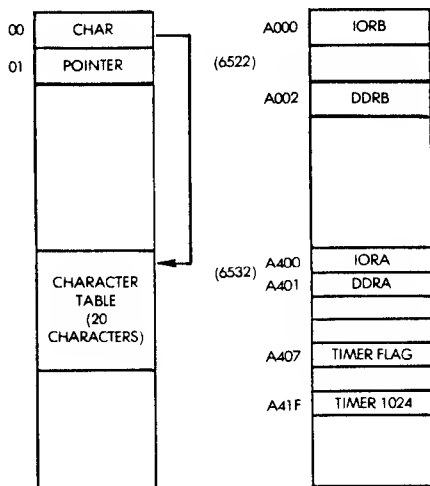 00 CHAR
01 POINTER
CHARACTER
TABLE
(20
CHARACTERS)
A000 IORB
(6522)
A002 DDRB
(6532)
A400 IORA
A401 DDRA
A407 TIMER FLAG
A41F TIMER 1024